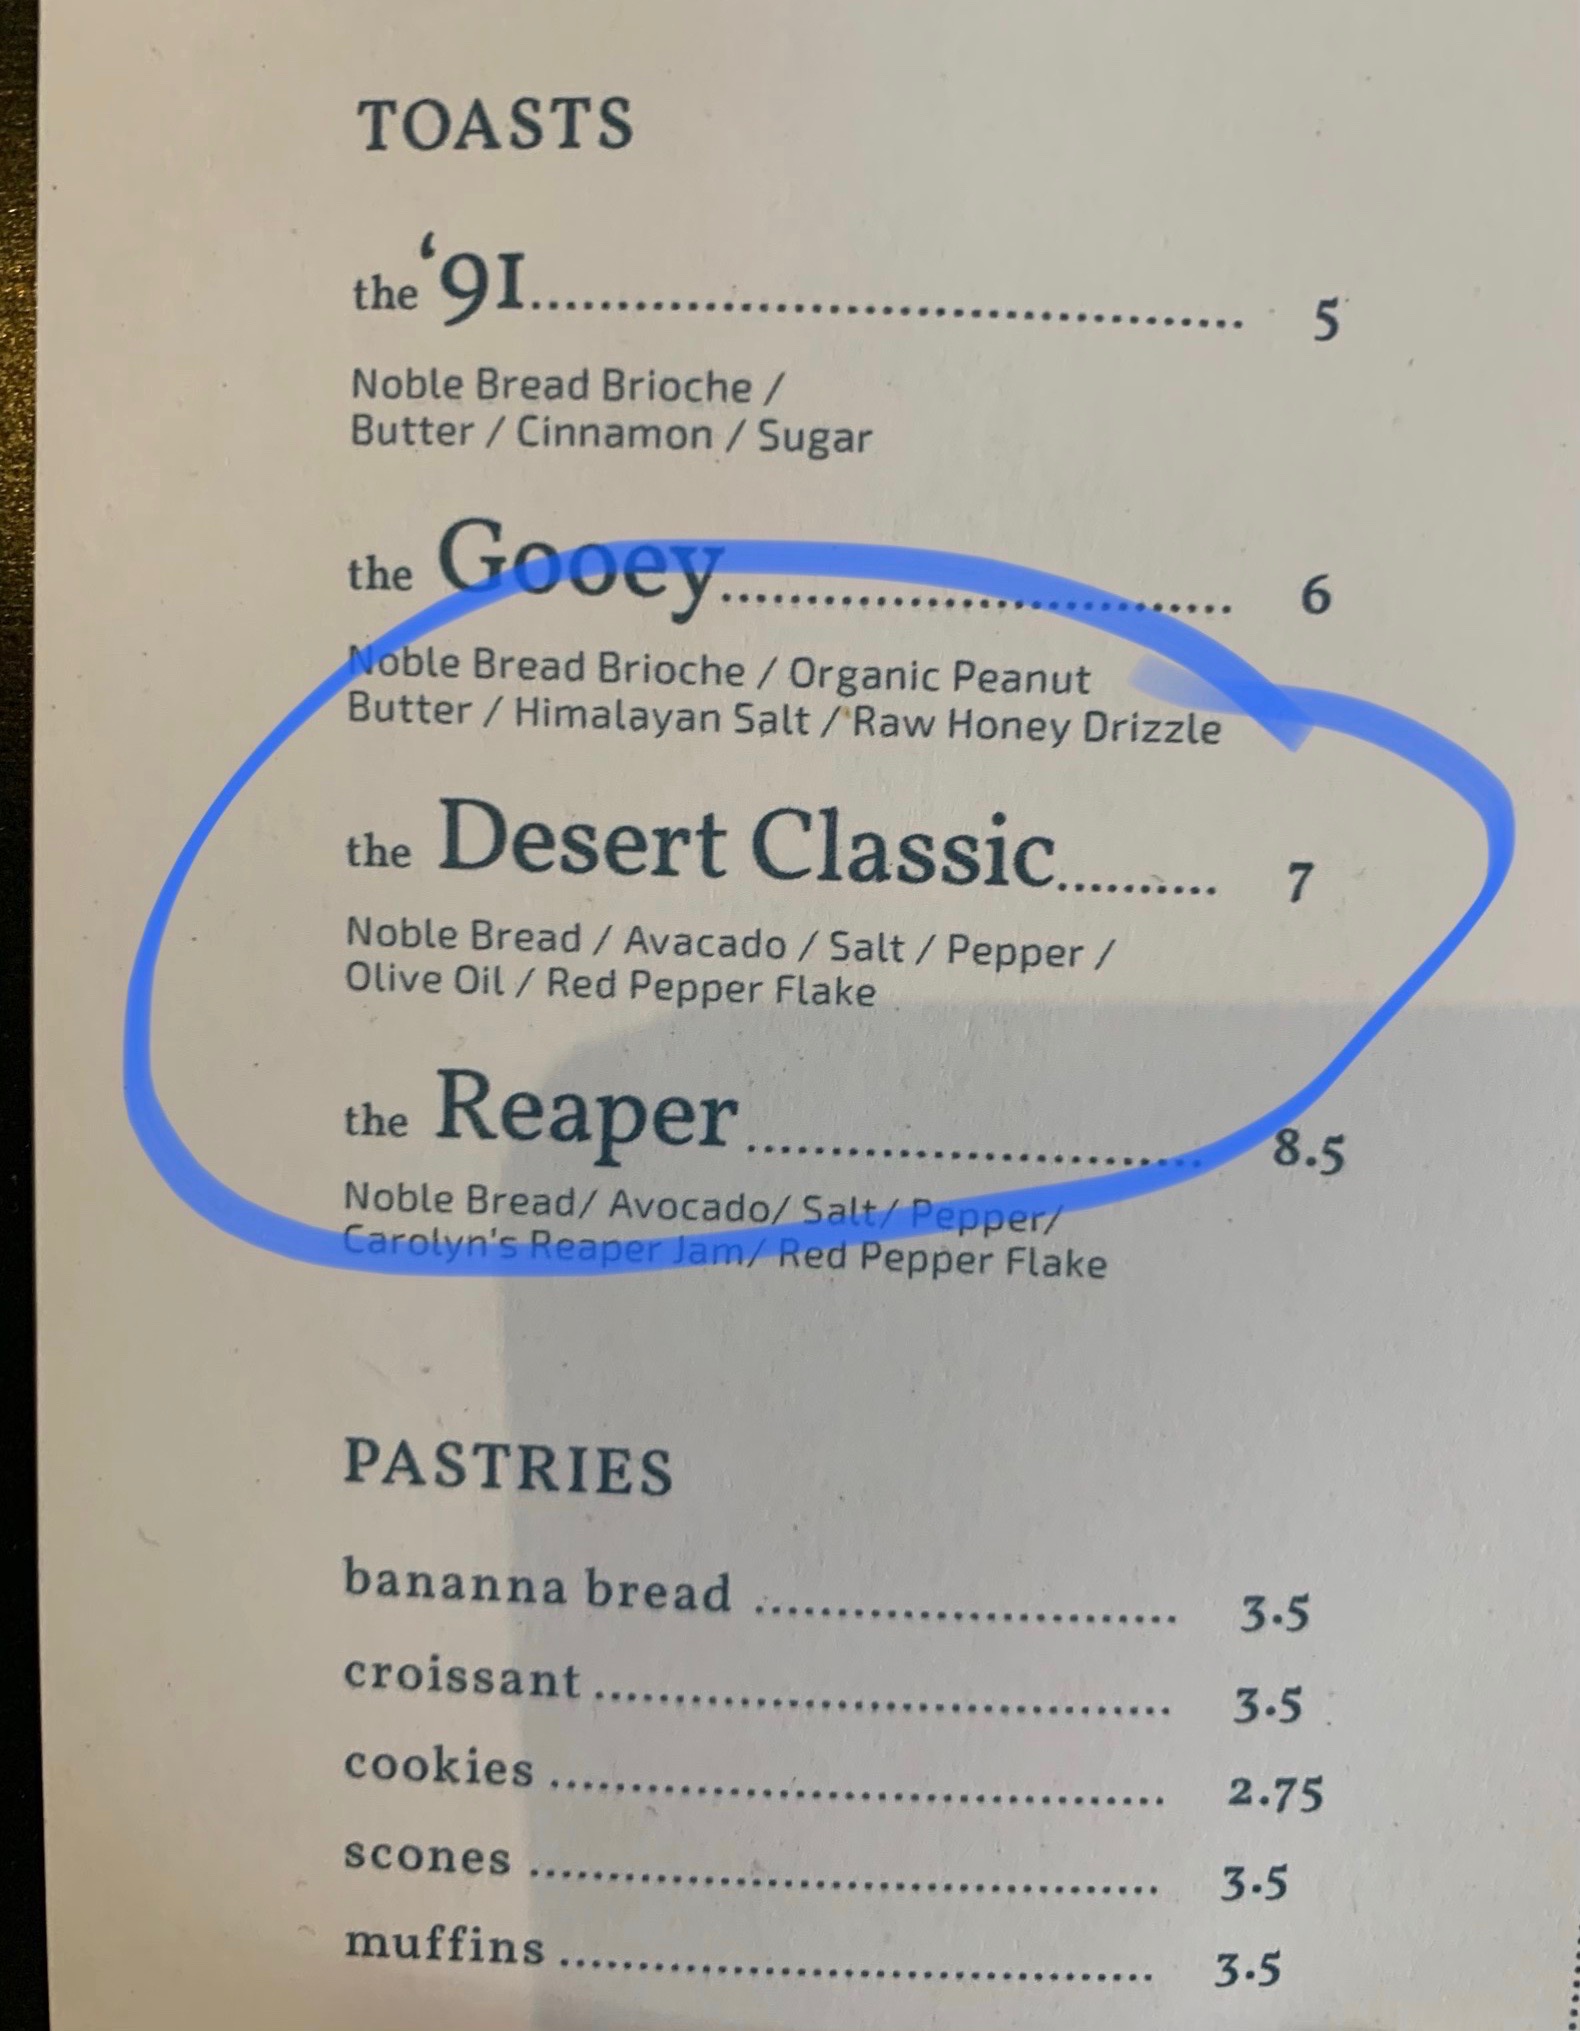 TOASTS
the ‘91.......................................... 5
Noble Bread Brioche /
Butter / Cinnamon / Sugar
the Gooey.............................. 6
Noble Bread Brioche / Organic Peanut
Butter / Himalayan Salt / Raw Honey Drizzle
the Desert Classic.......... 7
Noble Bread / Avacado / Salt / Pepper /
Olive Oil / Red Pepper Flake
the Reaper........................... 8.5
Noble Bread/ Avocado/ Salt/ Pepper/
Carolyn's Reaper Jam/ Red Pepper Flake
PASTRIES
bananna bread .......................... 3.5
croissant................................... 3.5
cookies ..................................... 2.75
scones ...................................... 3.5
muffins .................................... 3.5